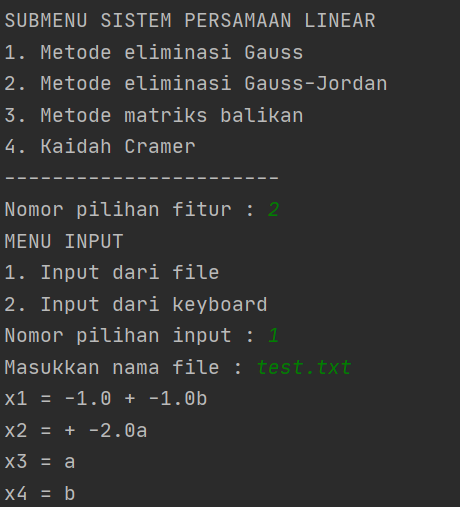 SUBMENU SISTEM PERSAMAAN LINEAR
1. Metode eliminasi Gauss
2. Metode eliminasi Gauss-Jordan
3. Metode matriks balikan
4. Kaidah Cramer
-----------------------
Nomor pilihan fitur : 2
MENU INPUT
1. Input dari file
2. Input dari keyboard
Nomor pilihan input : 1
Masukkan nama file : test.txt
x1 = -1.0 + -1.0b
x2 = + -2.0a
x3 = a
x4 = b